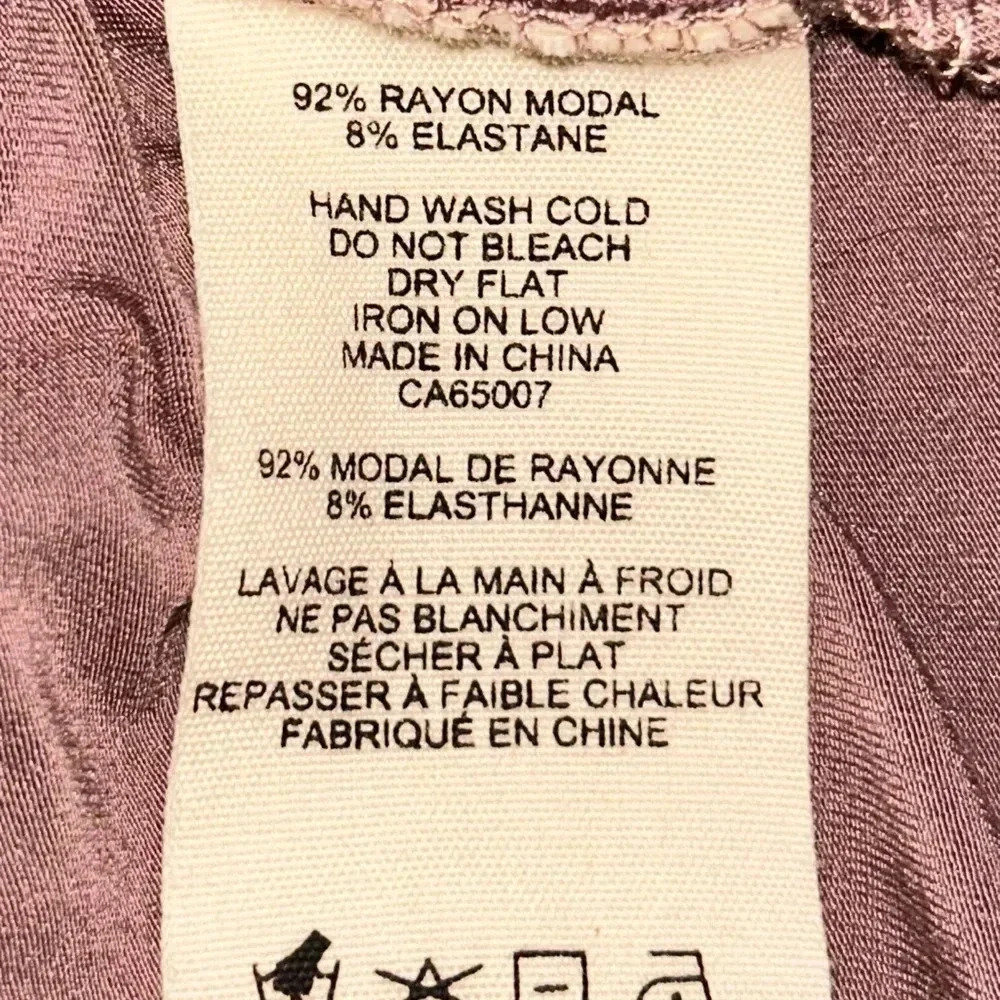 92% RAYON MODAL
8% ELASTANE
HAND WASH COLD
DO NOT BLEACH
DRY FLAT
IRON ON LOW
MADE IN CHINA
CA65007
92% MODAL DE RAYONNE
8% ELASTHANNE
LAVAGE À LA MAIN À FROID
NE PAS BLANCHIMENT
SÉCHER À PLAT
REPASSER À FAIBLE CHALEUR
FABRIQUÉ EN CHINE